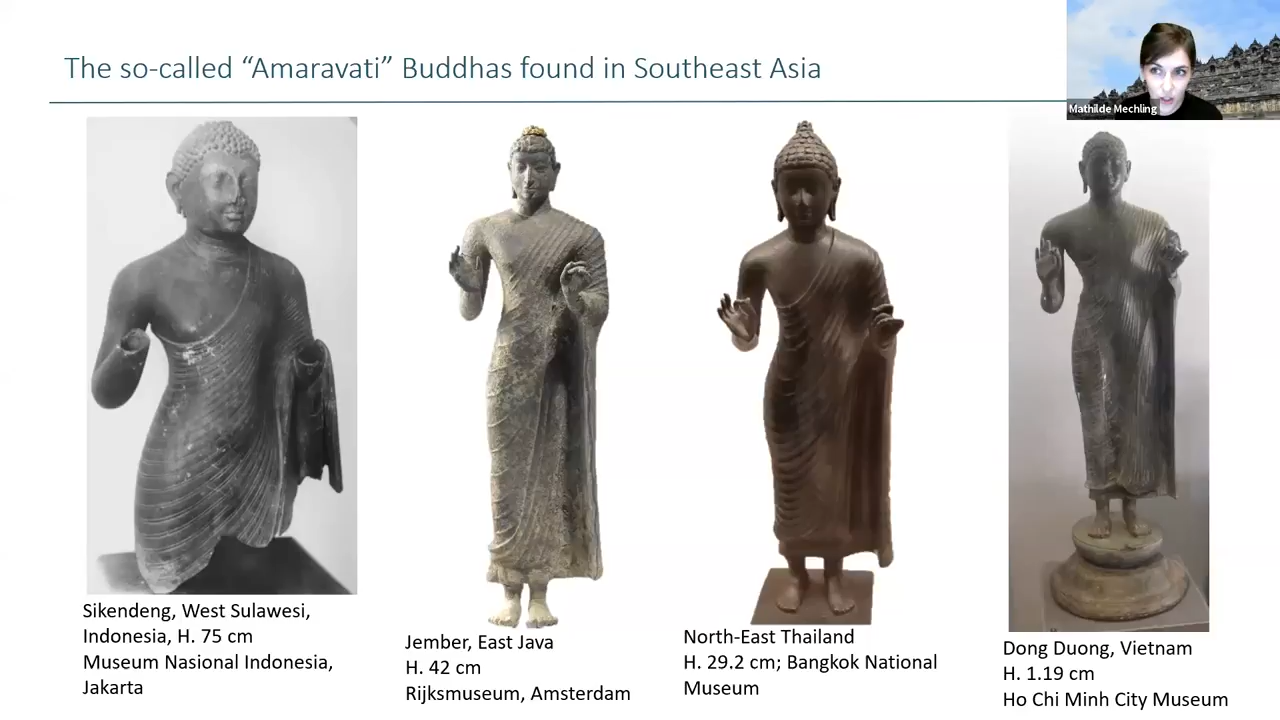 The so-called “Amaravati” Buddhas found in Southeast Asia
Mathilde Mechling
Sikendeng, West Sulawesi,
Indonesia, H. 75 cm
Museum Nasional Indonesia,
Jakarta
Jember, East Java
H. 42 cm
Rijksmuseum, Amsterdam
North-East Thailand
H. 29.2 cm; Bangkok National
Museum
Dong Duong, Vietnam
H. 1.19 cm
Ho Chi Minh City Museum